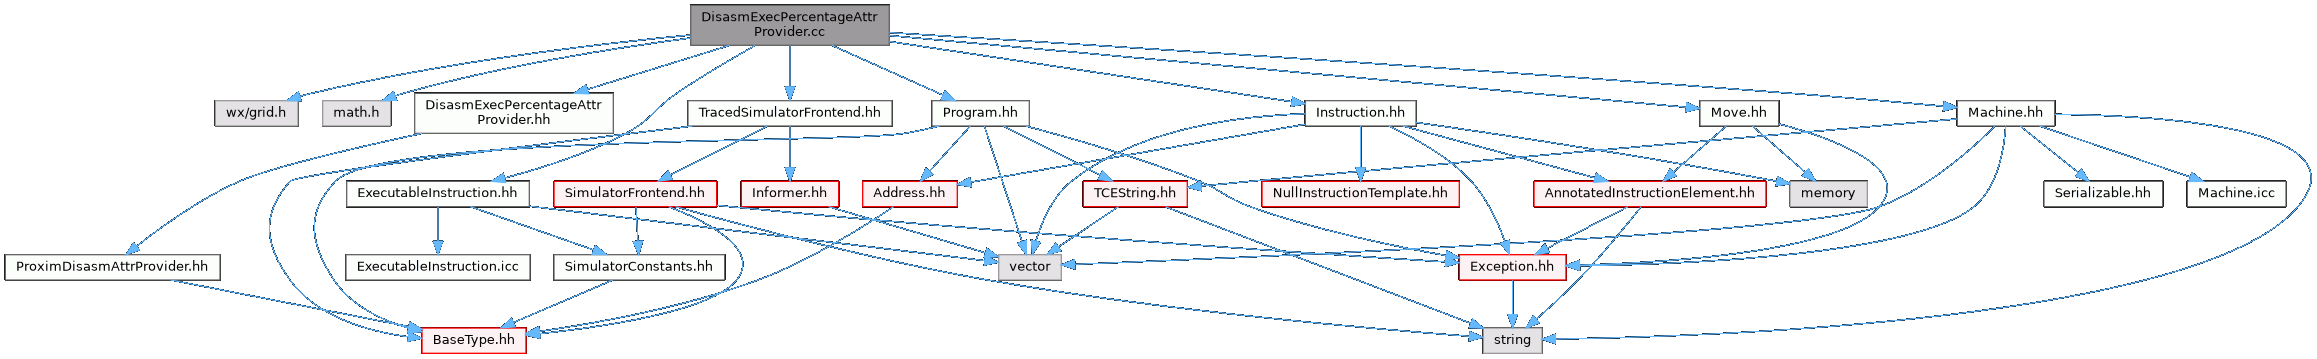 DisasmExecPercentageAttr
Provider.cc
wx/grid.h
math.h
DisasmExecPercentageAttr
Provider.hh
TracedSimulatorFrontend.hh
Program.hh
Instruction.hh
Move.hh
Machine.hh
ExecutableInstruction.hh
SimulatorFrontend.hh
Informer.hh
Address.hh
TCEString.hh
NullInstructionTemplate.hh
AnnotatedInstructionElement.hh
memory
Serializable.hh
Machine.icc
ProximDisasmAttrProvider.hh
ExecutableInstruction.icc
SimulatorConstants.hh
vector
Exception.hh
BaseType.hh
string